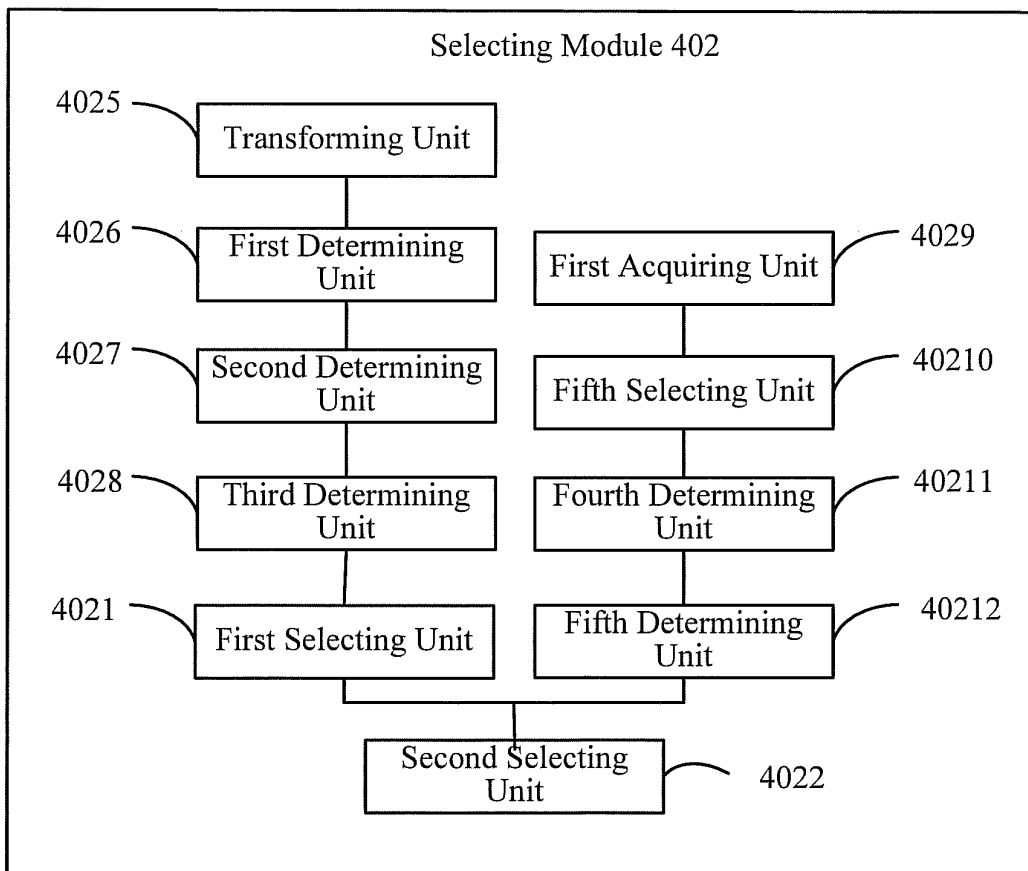 Selecting Module 402
4025
Transforming Unit
4026
First Determining
Unit
First Acquiring Unit
4029
4027
Second Determining
Unit
Fifth Selecting Unit
40210
4028
Third Determining
Unit
Fourth Determining
Unit
40211
4021
First Selecting Unit
Fifth Determining
Unit
40212
Second Selecting
Unit
4022